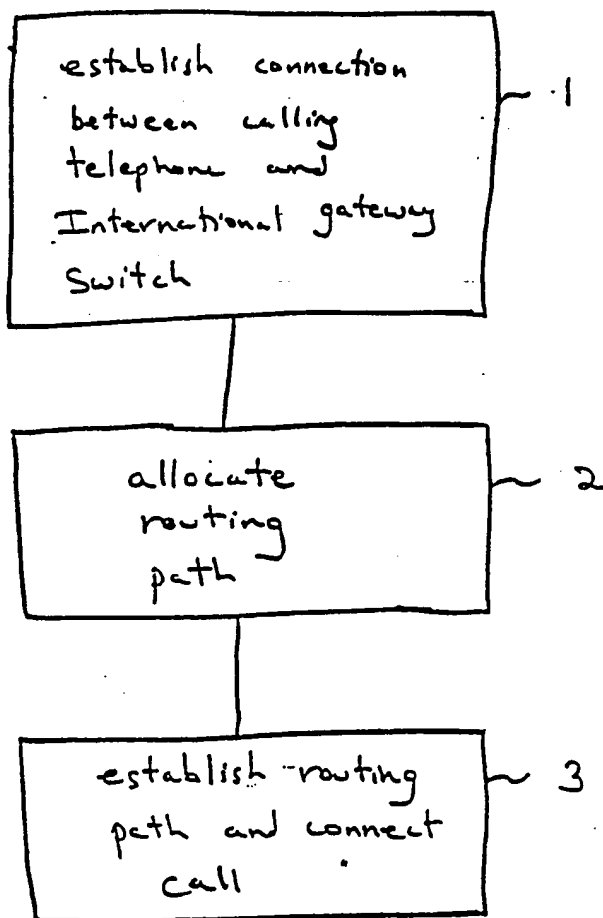 establish connection
between calling
telephone and
International gateway
Switch
1
allocate
routing
path
2
establish routing
path and connect
call
3